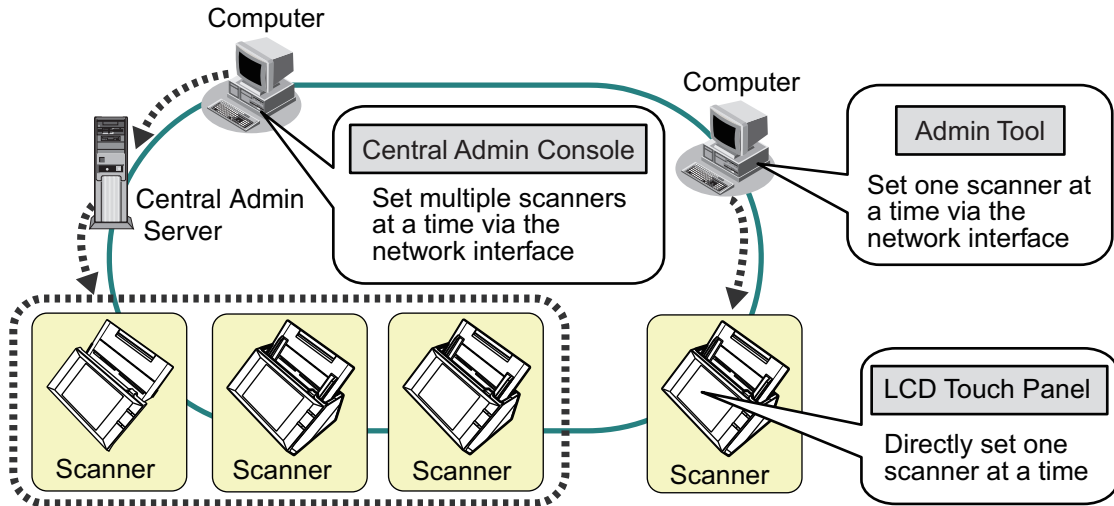 Computer
Computer
Central Admin Console
Set multiple scanners
at a time via the
network interface
Admin Tool
Set one scanner at
a time via the
network interface
Central Admin
Server
Scanner
Scanner
Scanner
Scanner
LCD Touch Panel
Directly set one
scanner at a time